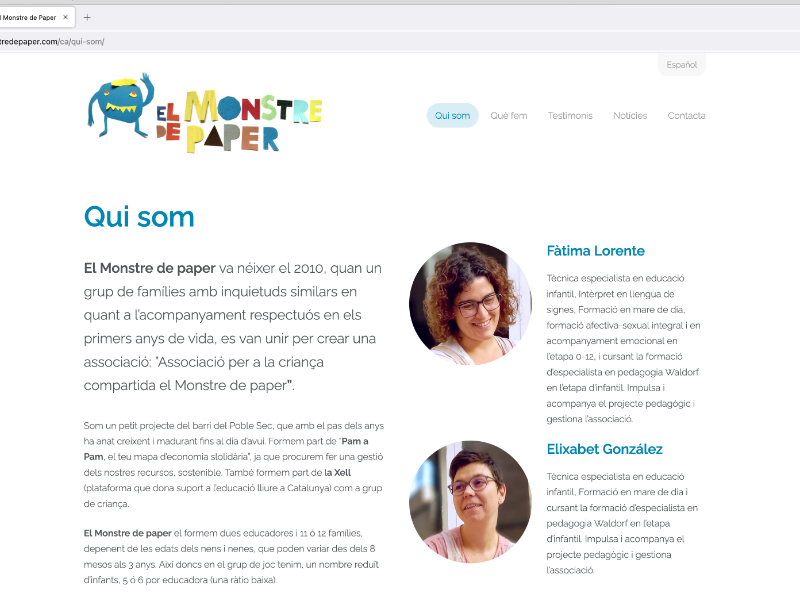 l Monstre de Paper
tredepaper.com/ca/qui-som/
Español
EL MONSTRE
DE PAPER
Qui som
Què fem
Testimonis
Notícies
Contacta
Qui som
El Monstre de paper va néixer el 2010, quan un
grup de famílies amb inquietuds similars en
quant a l'acompanyament respectuós en els
primers anys de vida, es van unir per crear una
associació: "Associació per a la criança
compartida el Monstre de paper".
Som un petit projecte del barri del Poble Sec, que amb el pas dels anys
ha anat creixent i madurant fins al dia d'avui. Formem part de "Pam a
Pam, el teu mapa d'economia slolidària", ja que procurem fer una gestió
dels nostres recursos, sostenible. També formem part de la Xell
(plataforma que dona suport a l'educació lliure a Catalunya) com a grup
de criança.
El Monstre de paper el formem dues educadores i 11 ó 12 famílies,
depenent de les edats dels nens i nenes, que poden variar des dels 8
mesos als 3 anys. Així doncs en el grup de joc tenim, un nombre reduït
d'infants, 5 ó 6 per educadora (una ràtio baixa).
Fàtima Lorente
Tècnica especialista en educació
infantil, Intèrpret en llengua de
signes, Formació en mare de dia,
formació afectiva-sexual integral i en
acompanyament emocional en
l'etapa 0-12, i cursant la formació
d'especialista en pedagogia Waldorf
en l'etapa d'infantil. Impulsa i
acompanya el projecte pedagògic i
gestiona l'associació.
Elixabet González
Tècnica especialista en educació
infantil, Formació en mare de dia i
cursant la formació d'especialista en
pedagogia Waldorf en l'etapa
d'infantil. Impulsa i acompanya el
projecte pedagògic i gestiona
l'associació.